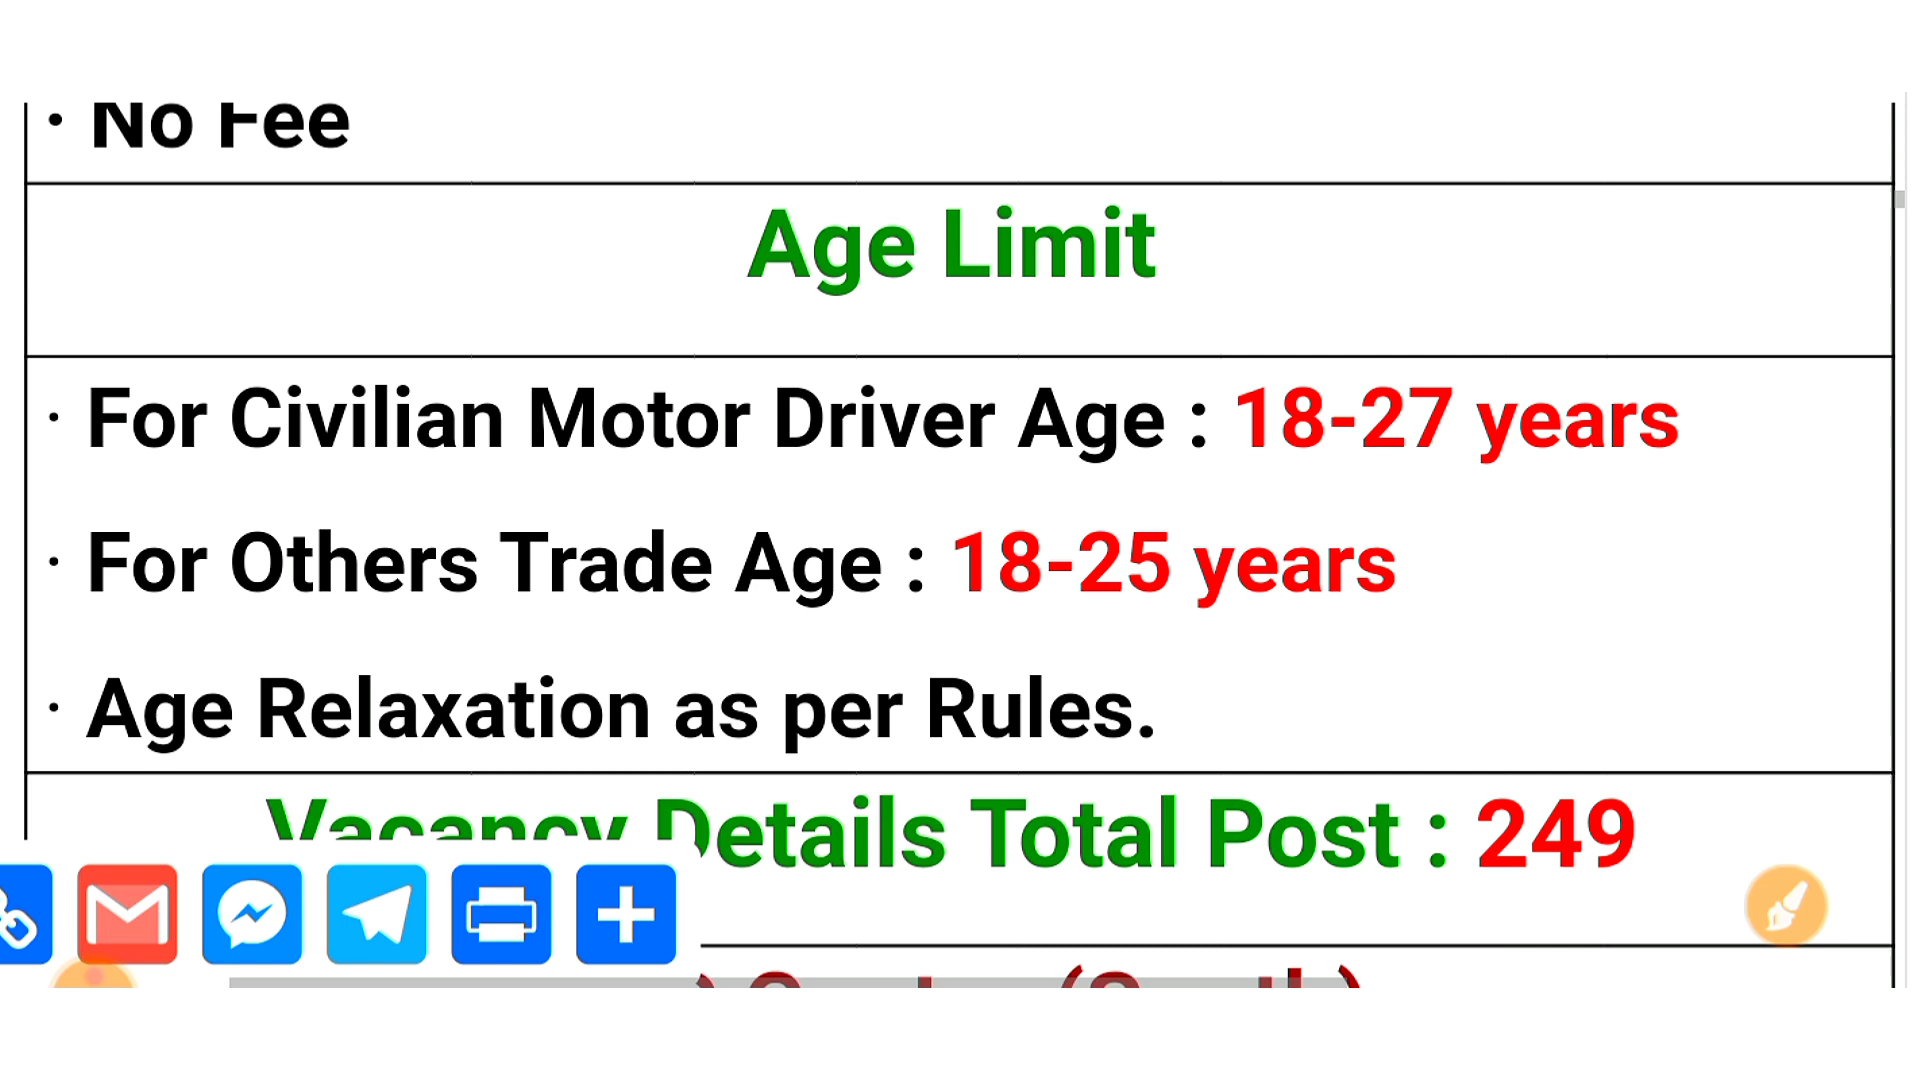 · No Fee
Age Limit
· For Civilian Motor Driver Age : 18-27 years
· For Others Trade Age : 18-25 years
· Age Relaxation as per Rules.
Vacancy Details Total Post : 249